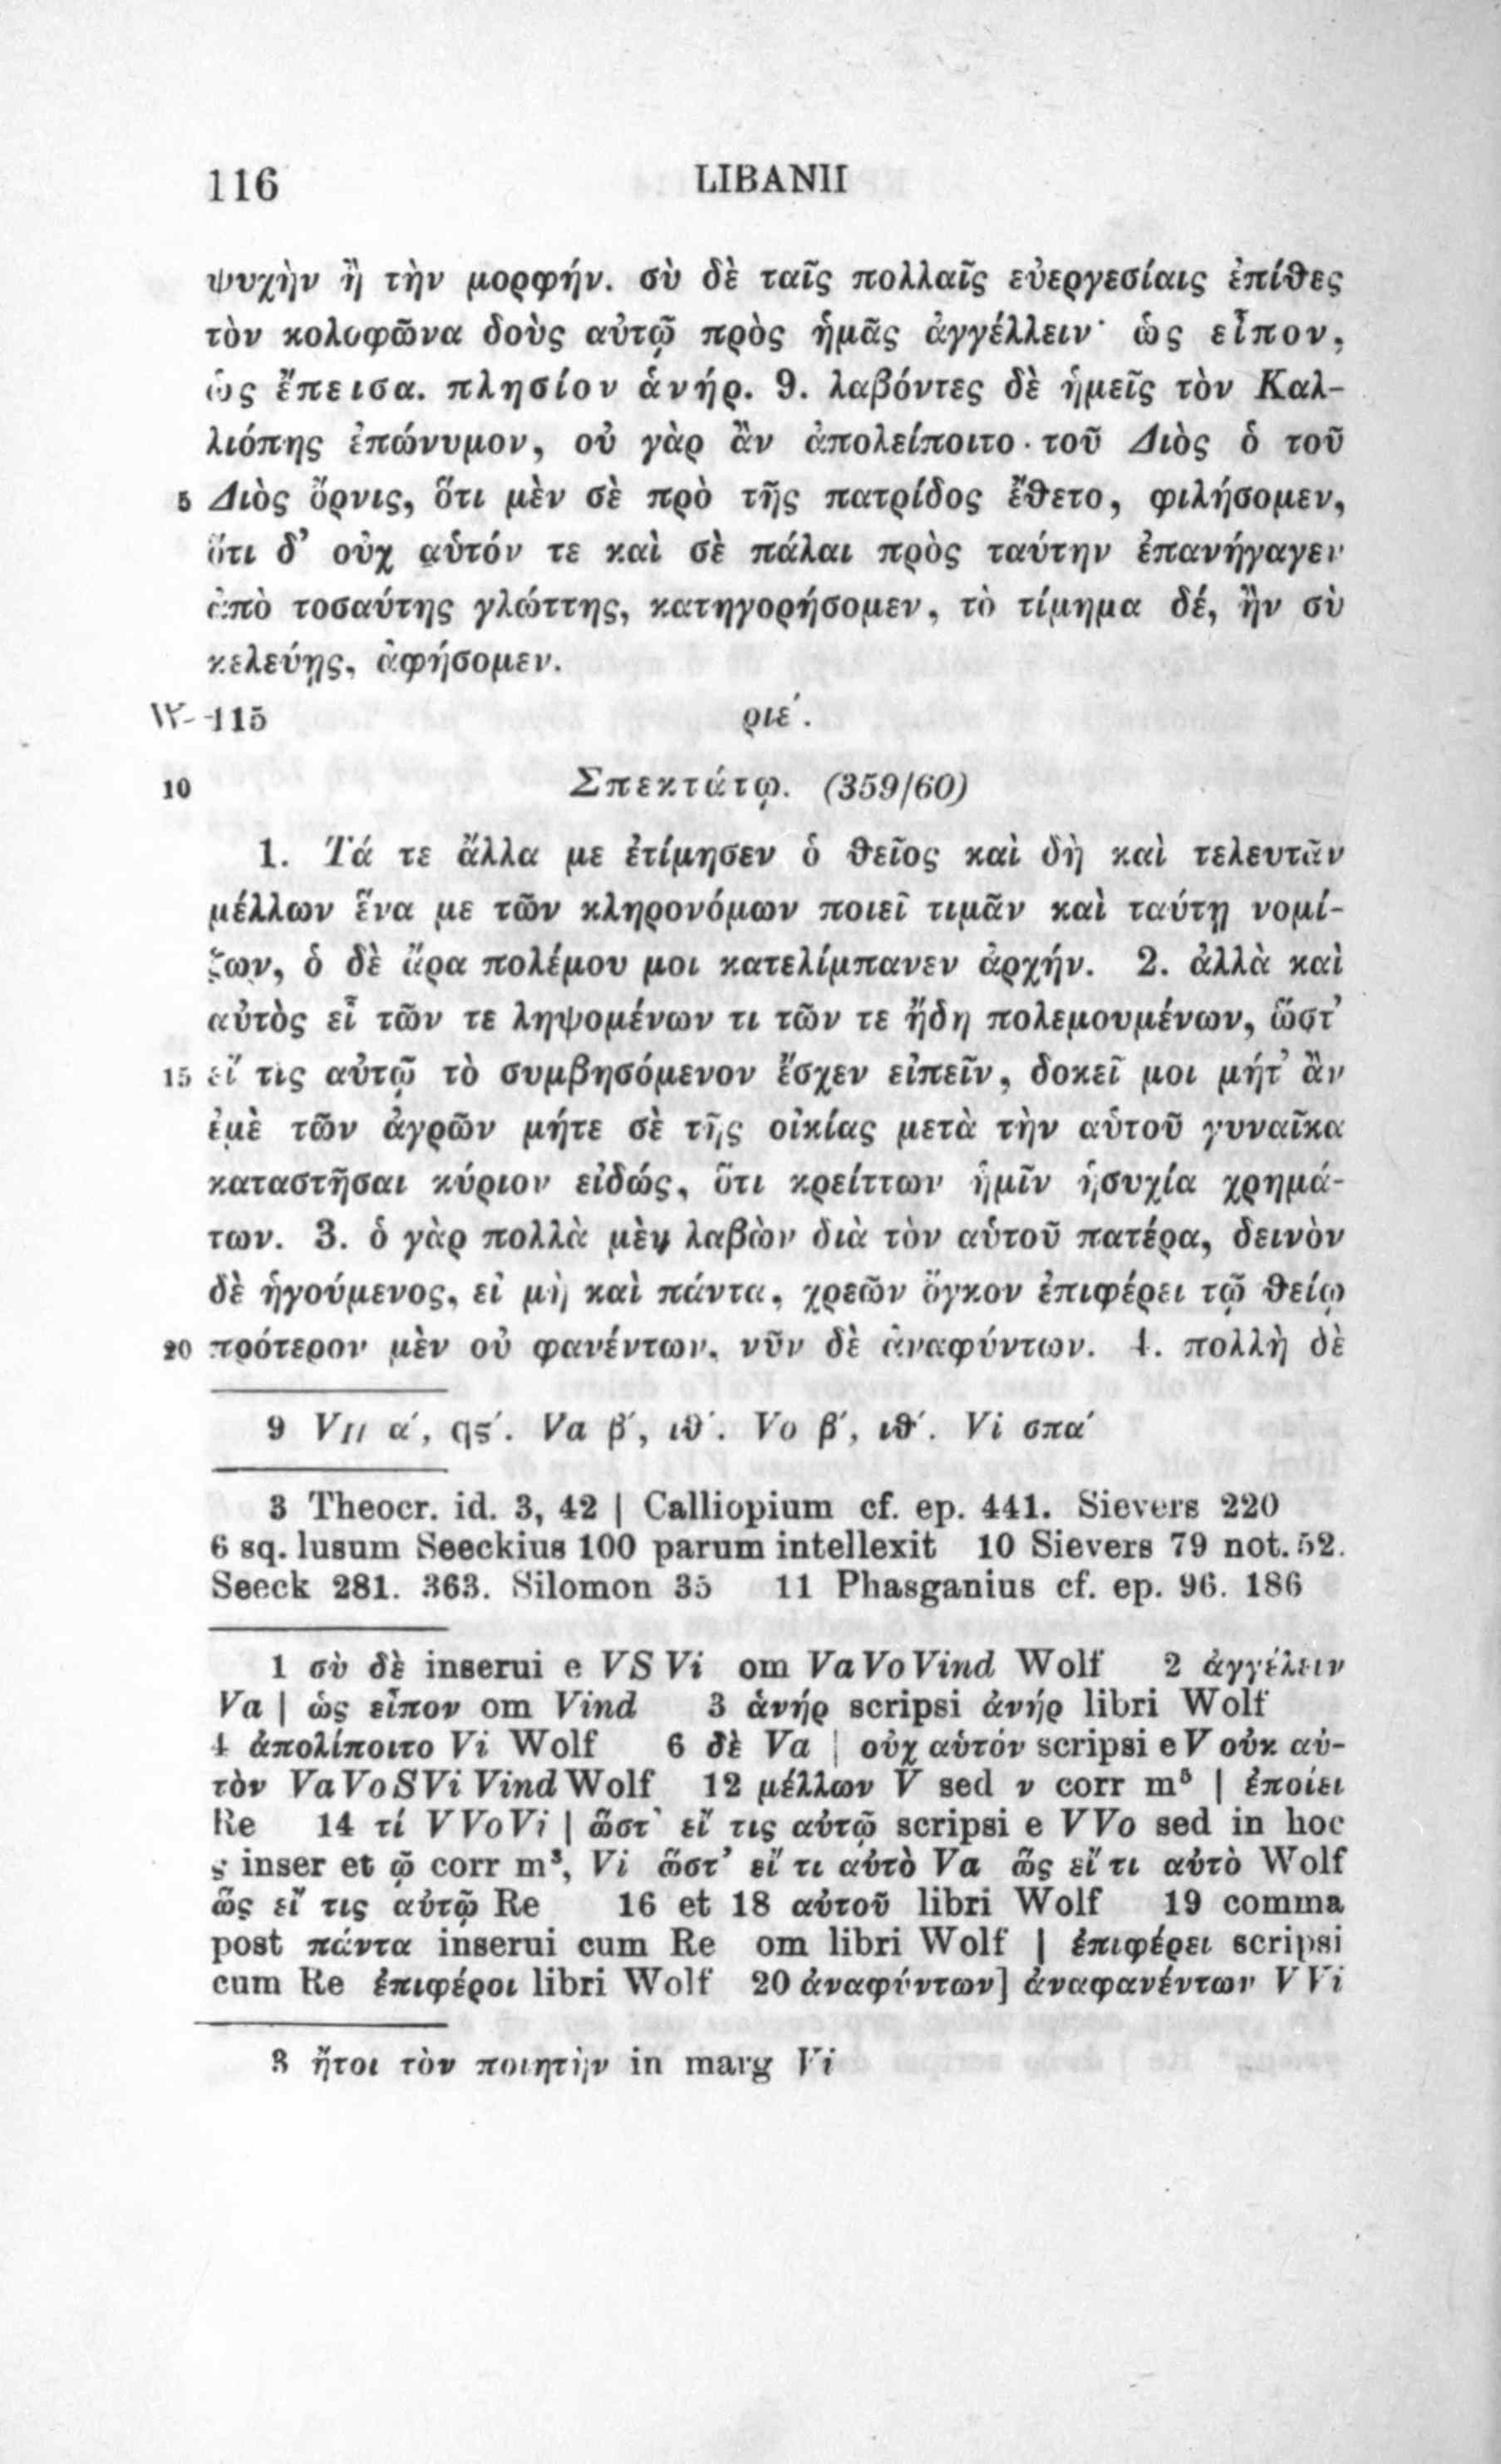 116 LIBANII
ψυχὴν ἢ τὴν μορφήν. σὺ δὲ ταῖς πολλαῖς εὐεργεσίαις ἐπίθες
τὸν κολοφῶνα δοὺς αὐτῷ πρὸς ἡμᾶς ἀγγέλλειν· ὡς εἶπον,
ὡς ἔπεισα. πλησίον ἁνήρ. 9. λαβόντες δὲ ἡμεῖς τὸν Καλ-
λιόπης ἐπώνυμον, οὐ γὰρ ἂν ἀπολείποιτο τοῦ Διὸς ὁ τοῦ
5 Διὸς ὄρνις, ὅτι μὲν σὲ πρὸ τῆς πατρίδος ἔθετο, φιλήσομεν,
ὅτι δ’ οὐχ αὑτόν τε καὶ σὲ πάλαι πρὸς ταύτην ἐπανήγαγεν
ἀπὸ τοσαύτης γλώττης, κατηγορήσομεν, τὸ τίμημα δέ, ἢν σὺ
κελεύῃς, ἀφήσομεν.
W 115 ριε΄.
10 Σπεκτάτῳ. (359/60)
1. Τά τε ἄλλα με ἐτίμησεν ὁ θεῖος καὶ δὴ καὶ τελευτᾶν
μέλλων ἕνα με τῶν κληρονόμων ποιεῖ τιμᾶν καὶ ταύτῃ νομί-
ζων, ὁ δὲ ἄρα πολέμου μοι κατελίμπανεν ἀρχήν. 2. ἀλλὰ καὶ
αὐτὸς εἶ τῶν τε ληψομένων τι τῶν τε ἤδη πολεμουμένων, ὥστ’
15 εἴ τις αὐτῷ τὸ συμβησόμενον ἔσχεν εἰπεῖν, δοκεῖ μοι μήτ’ ἂν
ἐμὲ τῶν ἀγρῶν μήτε σὲ τῆς οἰκίας μετὰ τὴν αὑτοῦ γυναῖκα
καταστῆσαι κύριον εἰδώς, ὅτι κρείττων ἡμῖν ἡσυχία χρημά-
των. 3. ὁ γὰρ πολλὰ μὲν λαβὼν διὰ τὸν αὑτοῦ πατέρα, δεινὸν
δὲ ἡγούμενος, εἰ μὴ καὶ πάντα, χρεῶν ὄγκον ἐπιφέρει τῷ θείῳ
20 πρότερον μὲν οὐ φανέντων, νῦν δὲ ἀναφύντων. 4. πολλὴ δὲ
9 V11 α΄, ϙϛ΄. Va β΄, ιθ΄. Vo β΄, ιθ΄. Vi σπα΄
3 Theocr. id. 3, 42 | Calliopium cf. ep. 441. Sievers 220
6 sq. lusum Seeckius 100 parum intellexit 10 Sievers 79 not. 52.
Seeck 281. 363. Silomon 35 11 Phasganius cf. ep. 96. 186
1 σὺ δὲ inserui e VS Vi om Va Vo Vind Wolf 2 ἀγγέλειν
Va | ὡς εἶπον om Vind 3 ἁνήρ scripsi ἀνήρ libri Wolf
4 ἀπολίποιτο Vi Wolf 6 δὲ Va | οὐχ αὑτόν scripsi e V οὐκ αὐ-
τὸν Va Vo S Vi Vind Wolf 12 μέλλων V sed ν corr m⁵ | ἐποίει
Re 14 τί V Vo Vi | ὥστ’ εἴ τις αὐτῷ scripsi e V Vo sed in hoc
ς inser et ῷ corr m³, Vi ὥστ’ εἴ τι αὐτὸ Va ὥς εἴ τι αὐτὸ Wolf
ὥς εἴ τις αὐτῷ Re 16 et 18 αὐτοῦ libri Wolf 19 comma
post πάντα inserui cum Re om libri Wolf | ἐπιφέρει scripsi
cum Re ἐπιφέροι libri Wolf 20 ἀναφύντων] ἀναφανέντων V Vi
3 ἤτοι τὸν ποιητὴν in marg Vi